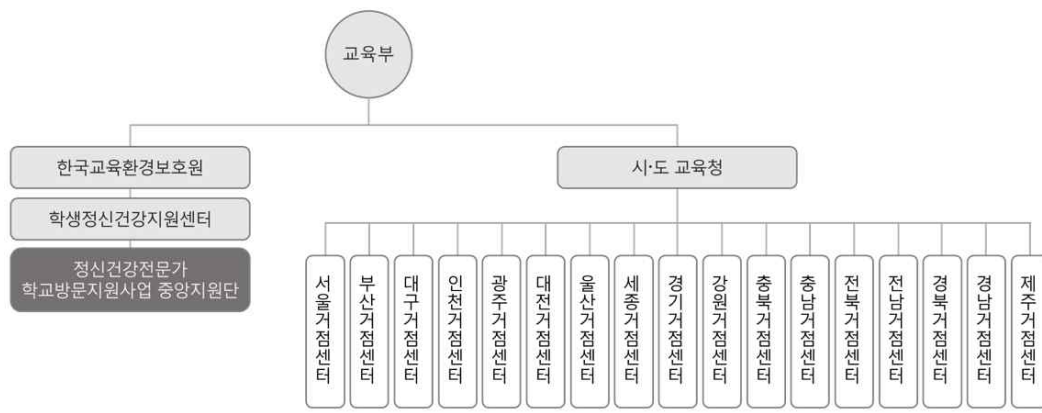 교육부
한국교육환경보호원
시·도 교육청
학생정신건강지원센터
정신건강전문가
학교방문지원사업 중앙지원단
서울거점센터
부산거점센터
대구거점센터
인천거점센터
광주거점센터
대전거점센터
울산거점센터
세종거점센터
경기거점센터
강원거점센터
충북거점센터
충남거점센터
전북거점센터
전남거점센터
경북거점센터
경남거점센터
제주거점센터